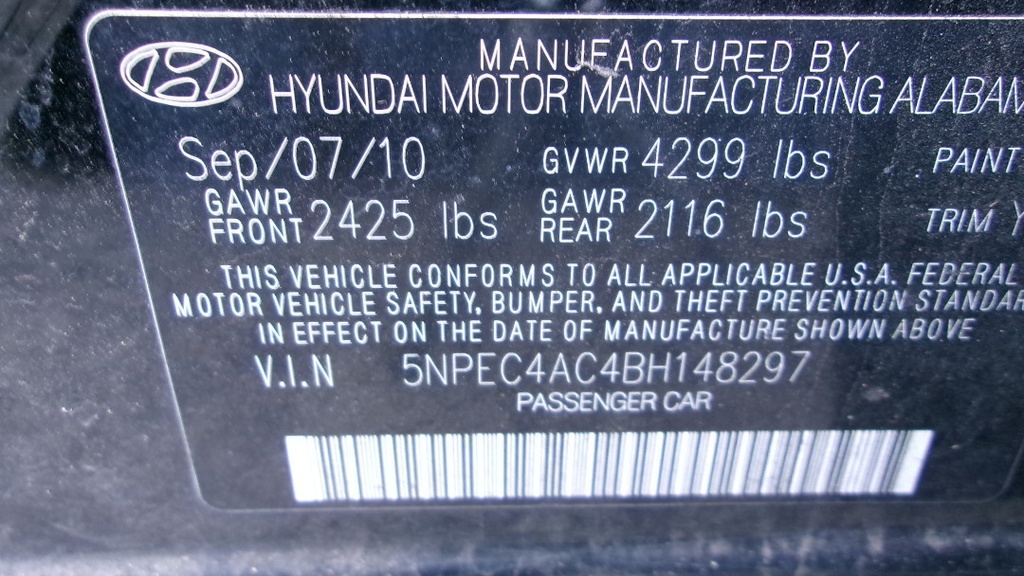 MANUFACTURED BY
HYUNDAI MOTOR MANUFACTURING
Sep/07/10 GVWR 4299 lbs PAINT
GAWR FRONT 2425 lbs GAWR REAR 2116 lbs TRIM Y
THIS VEHICLE CONFORMS TO ALL APPLICABLE U.S.A. FEDERAL
MOTOR VEHICLE SAFETY, BUMPER, AND THEFT PREVENTION
IN EFFECT ON THE DATE OF MANUFACTURE SHOWN ABOVE
V.I.N 5NPEC4AC4BH148297
PASSENGER CAR